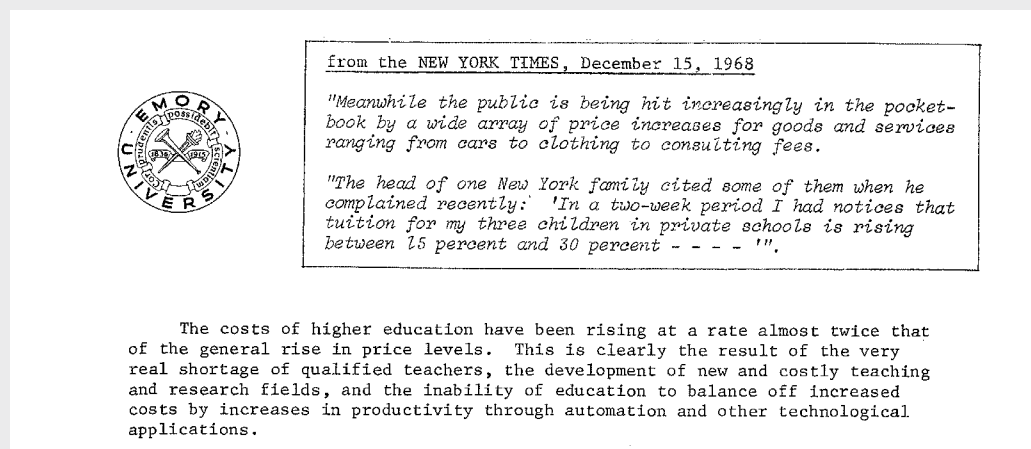 EMORY UNIVERSITY
cor prudentis possidebit scientiam
1836 1915
from the NEW YORK TIMES, December 15, 1968
"Meanwhile the public is being hit increasingly in the pocket-
book by a wide array of price increases for goods and services
ranging from cars to clothing to consulting fees.
"The head of one New York family cited some of them when he
complained recently: 'In a two-week period I had notices that
tuition for my three children in private schools is rising
between 15 percent and 30 percent - - - - '".
The costs of higher education have been rising at a rate almost twice that
of the general rise in price levels. This is clearly the result of the very
real shortage of qualified teachers, the development of new and costly teaching
and research fields, and the inability of education to balance off increased
costs by increases in productivity through automation and other technological
applications.